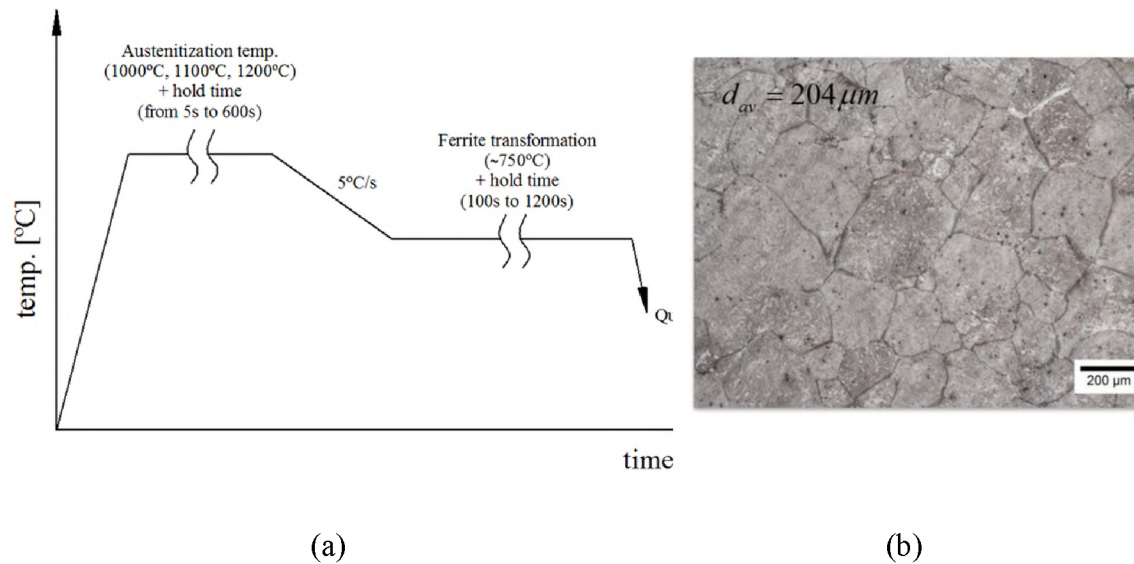 Austenitization temp.
(1000ºC, 1100ºC, 1200ºC)
+ hold time
(from 5s to 600s)
Ferrite transformation
(~750ºC)
+ hold time
(100s to 1200s)
5ºC/s
temp. [ºC]
time
d_av = 204 μm
200 µm
(a)
(b)